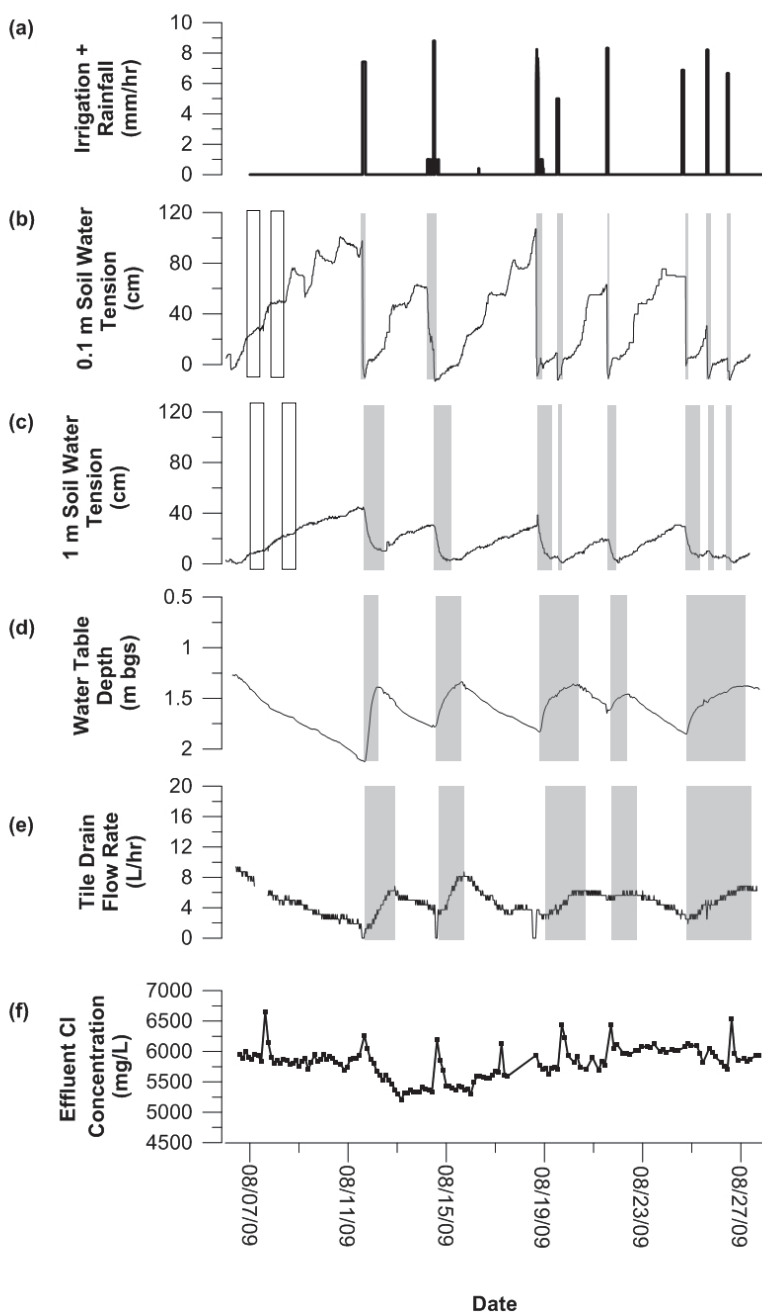 (a)
Irrigation +
Rainfall
(mm/hr)
10
8
6
4
2
0
(b)
0.1 m Soil Water
Tension
(cm)
120
80
40
0
(c)
1 m Soil Water
Tension
(cm)
120
80
40
0
(d)
Water Table
Depth
(m bgs)
0.5
1
1.5
2
(e)
Tile Drain
Flow Rate
(L/hr)
20
16
12
8
4
0
(f)
Effluent Cl
Concentration
(mg/L)
7000
6500
6000
5500
5000
4500
08/07/09
08/11/09
08/15/09
08/19/09
08/23/09
08/27/09
Date